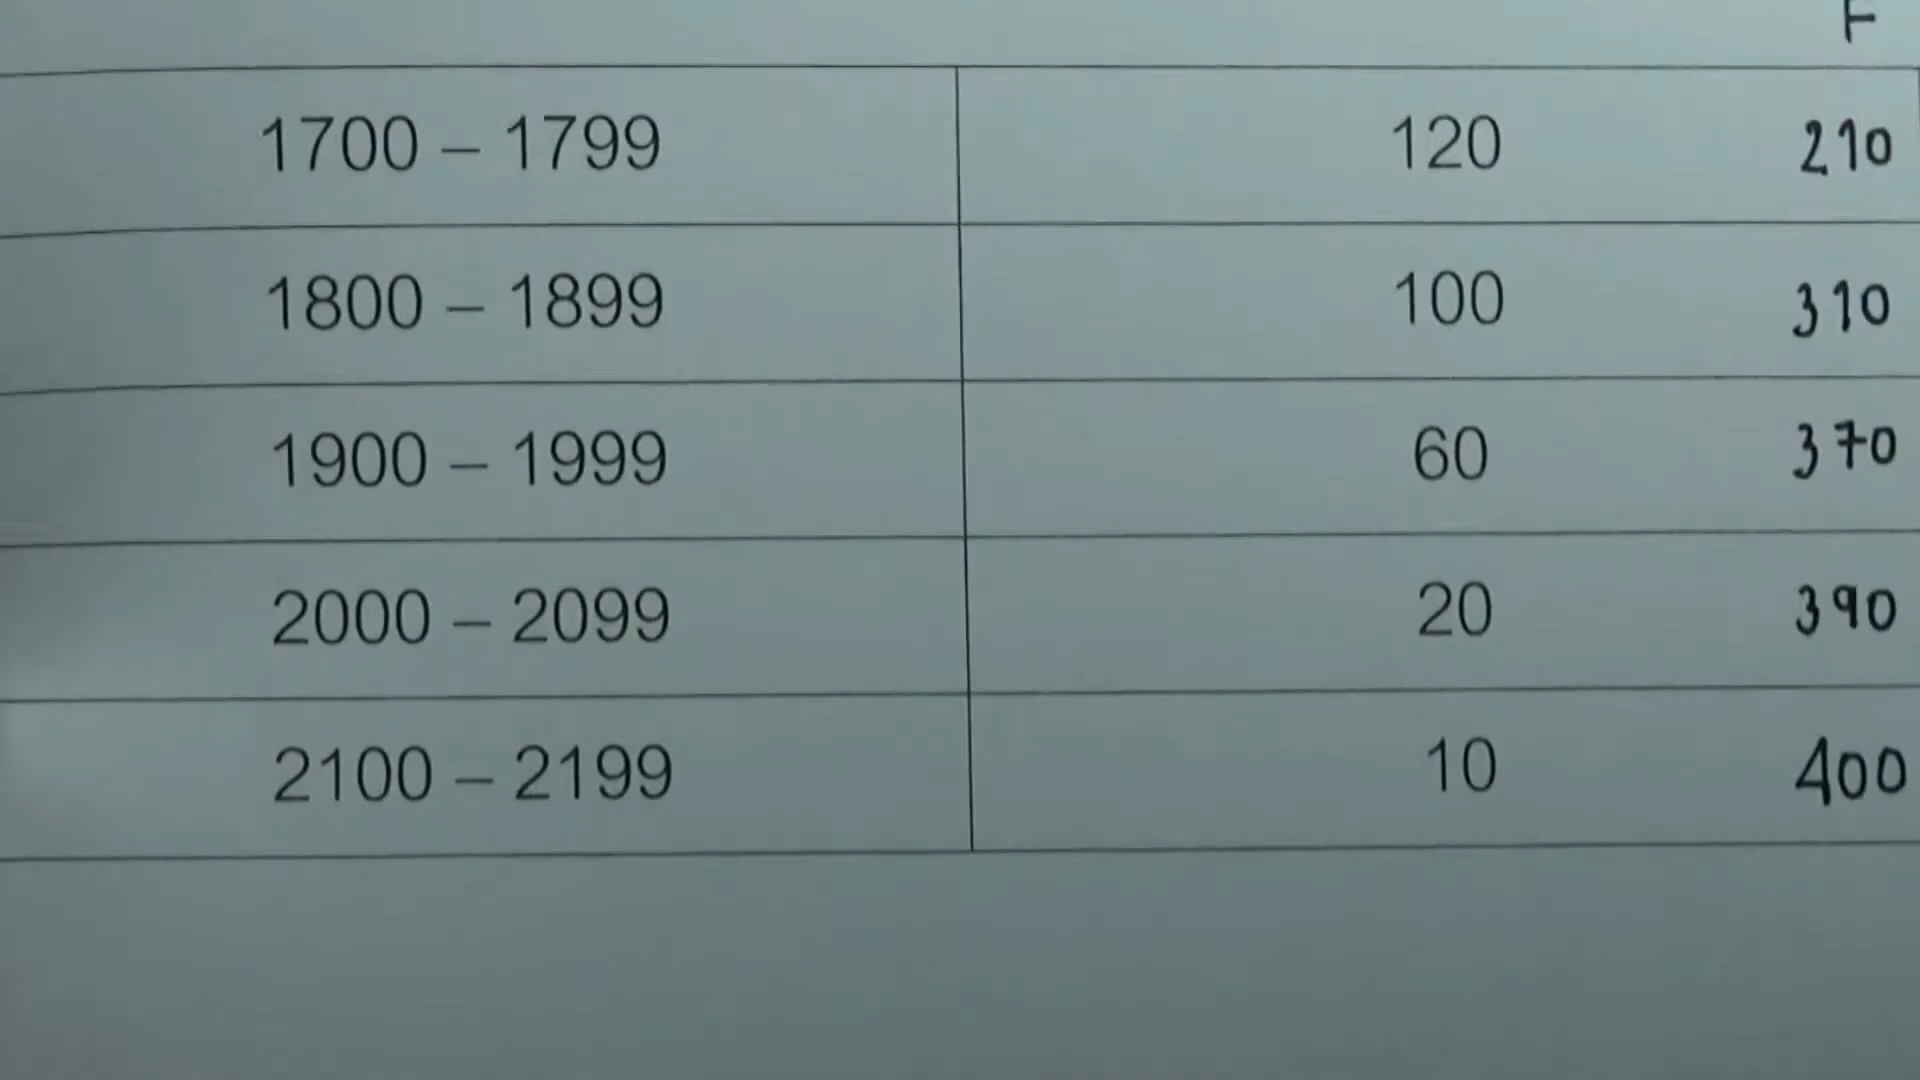 F
1700 – 1799 120 210
1800 – 1899 100 310
1900 – 1999 60 370
2000 – 2099 20 390
2100 – 2199 10 400